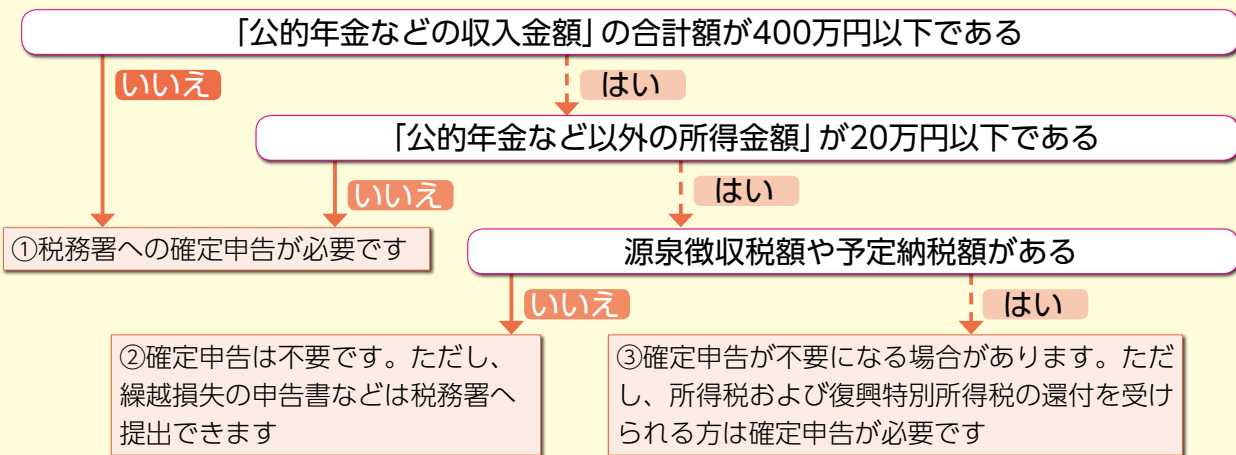 「公的年金などの収入金額」の合計額が400万円以下である
いいえ
はい
「公的年金など以外の所得金額」が20万円以下である
いいえ
はい
①税務署への確定申告が必要です
源泉徴収税額や予定納税額がある
いいえ
はい
②確定申告は不要です。ただし、
繰越損失の申告書などは税務署へ
提出できます
③確定申告が不要になる場合があります。ただ
し、所得税および復興特別所得税の還付を受け
られる方は確定申告が必要です